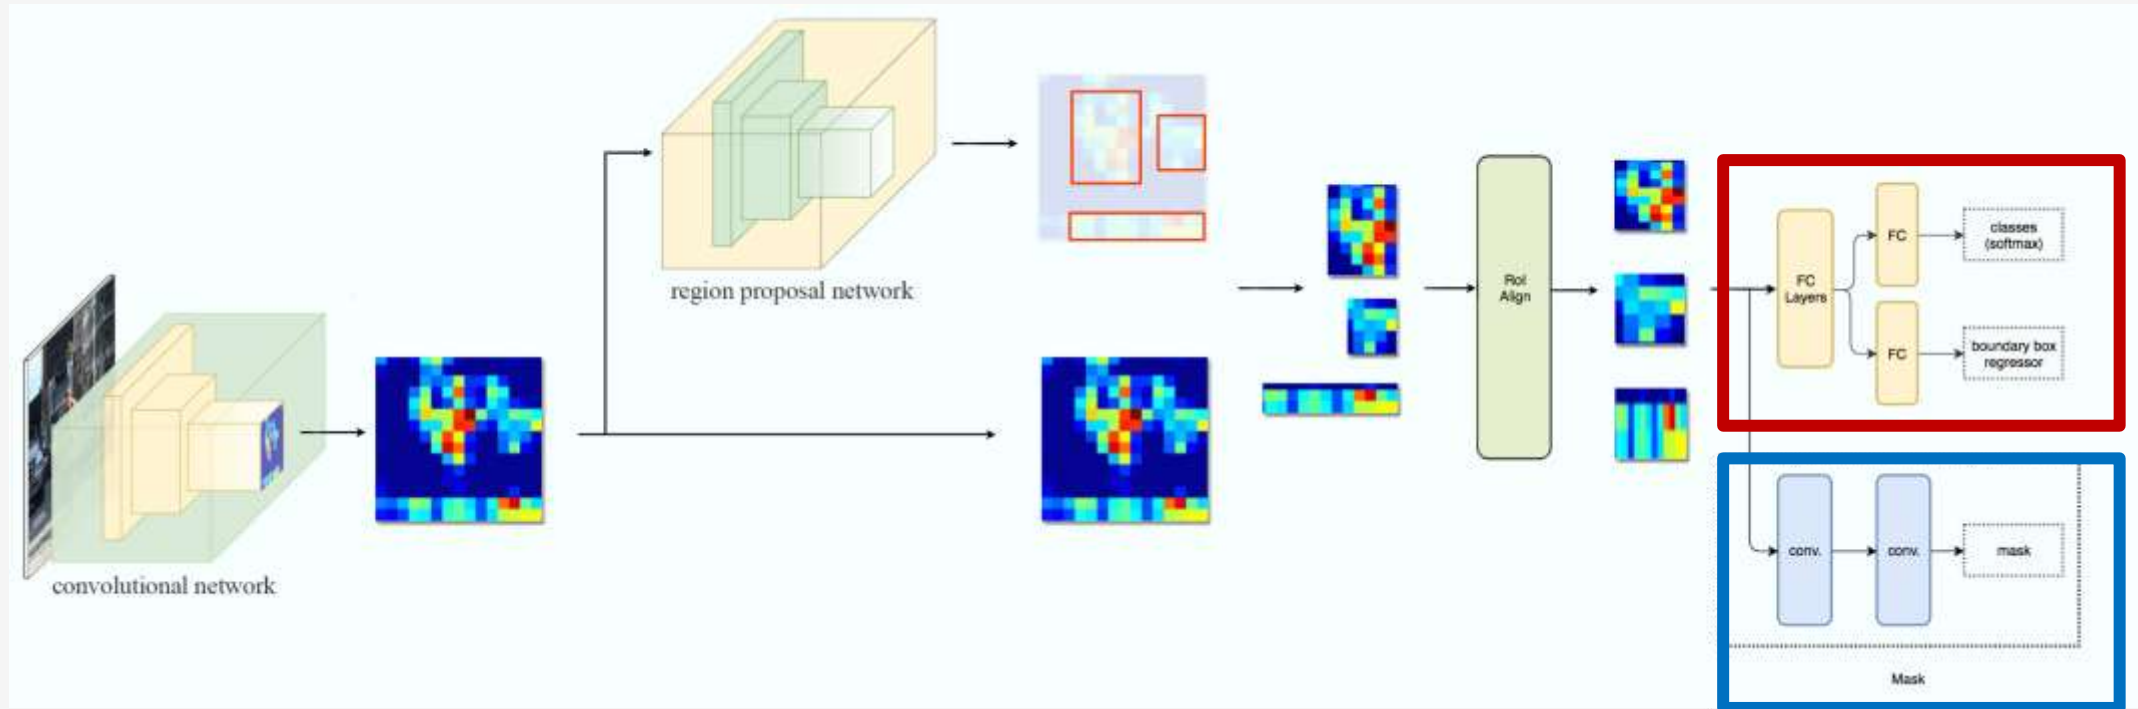 convolutional network
region proposal network
RoI
Align
FC
Layers
FC
classes
(softmax)
FC
boundary box
regressor
conv.
conv.
mask
Mask